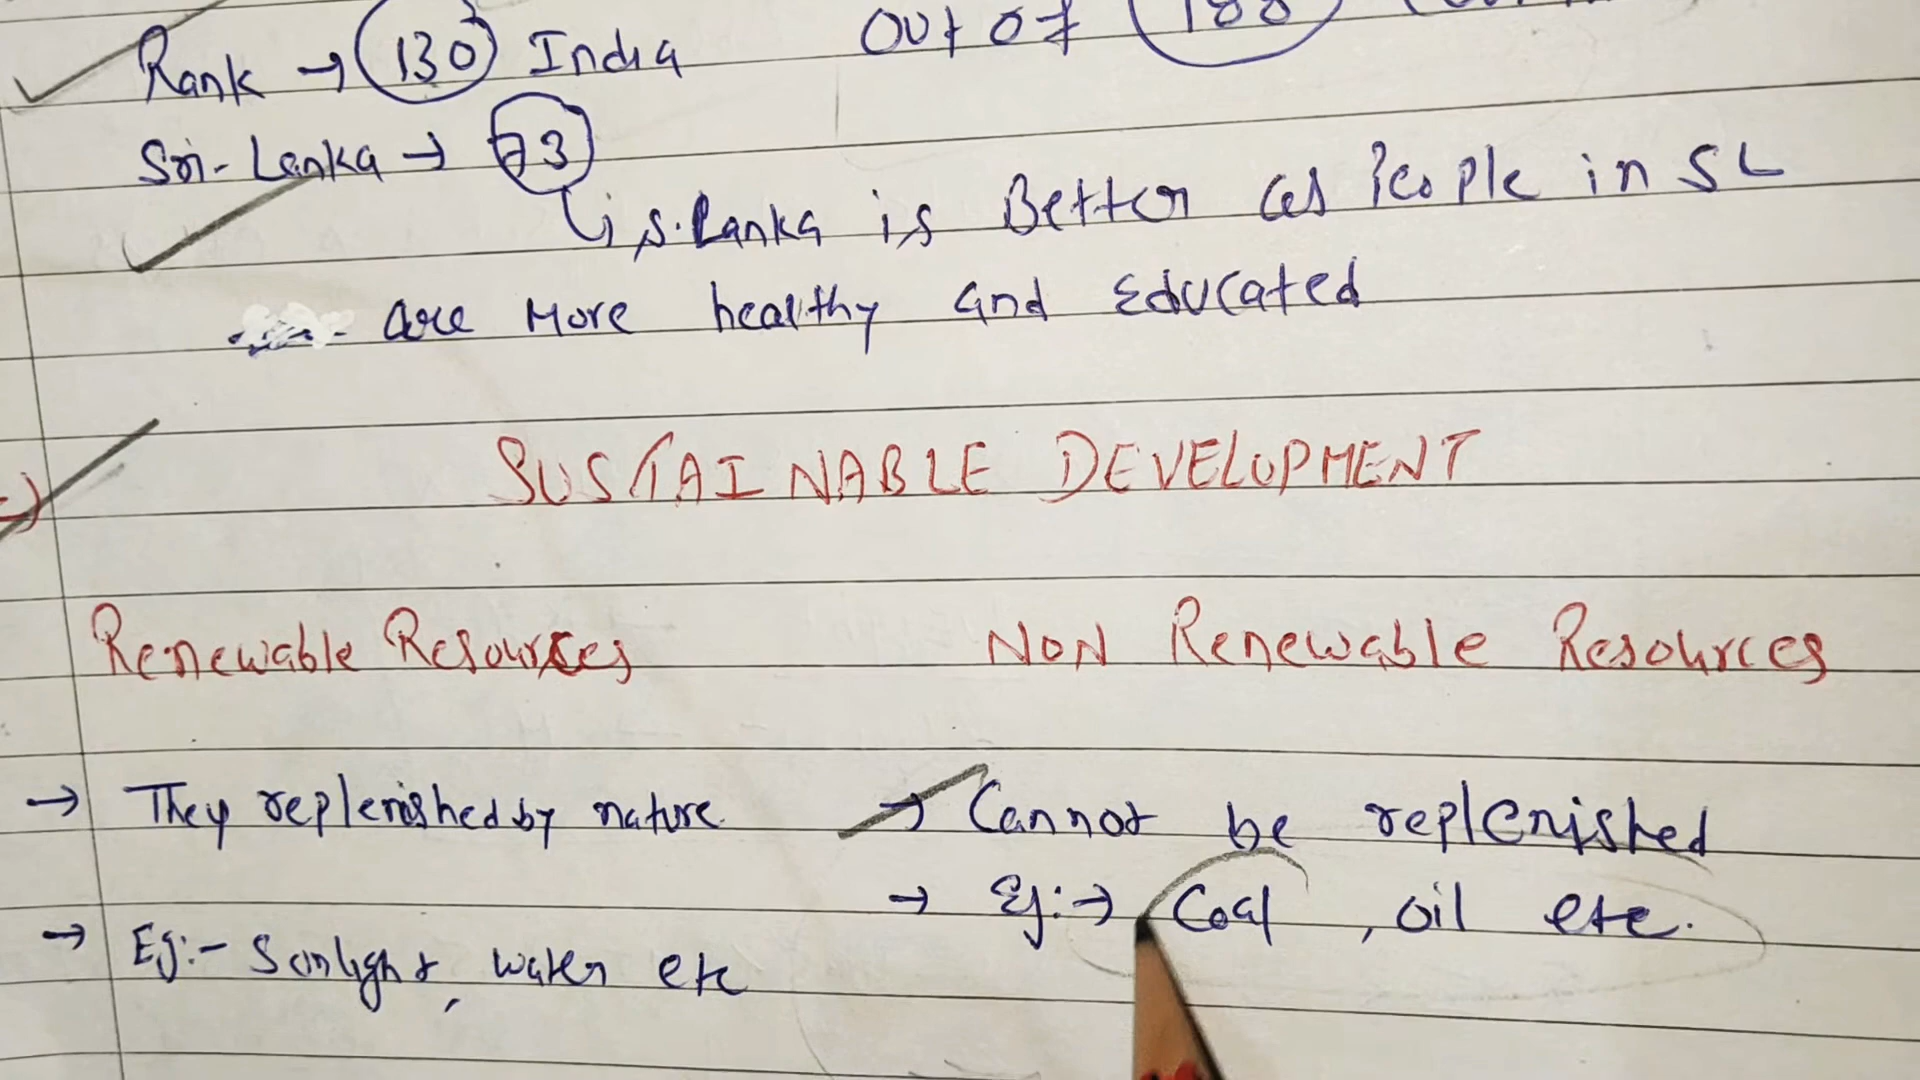 Rank → 130 India out of 188
Sri-Lanka → 73
↳ S. Lanka is Better as People in SL
are More healthy and Educated
SUSTAINABLE DEVELOPMENT
Renewable Resources NON Renewable Resources
→ They replenished by nature → Cannot be replenished
→ Eg:- Sunlight, water etc → Eg:→ Coal, oil etc.